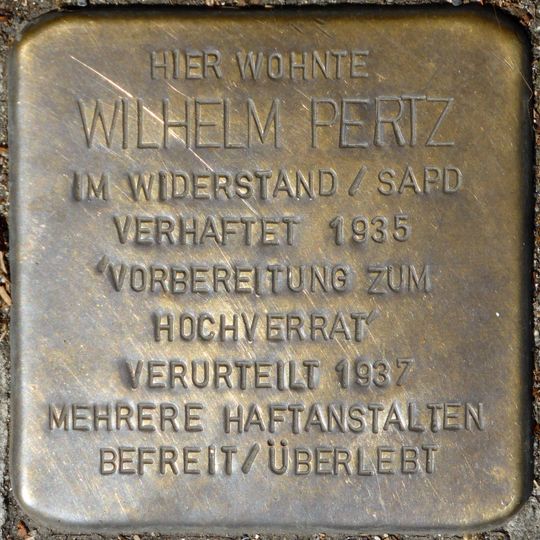 HIER WOHNTE
WILHELM PERTZ
IM WIDERSTAND / SAPD
VERHAFTET 1935
'VORBEREITUNG ZUM
HOCHVERRAT'
VERURTEILT 1937
MEHRERE HAFTANSTALTEN
BEFREIT / ÜBERLEBT